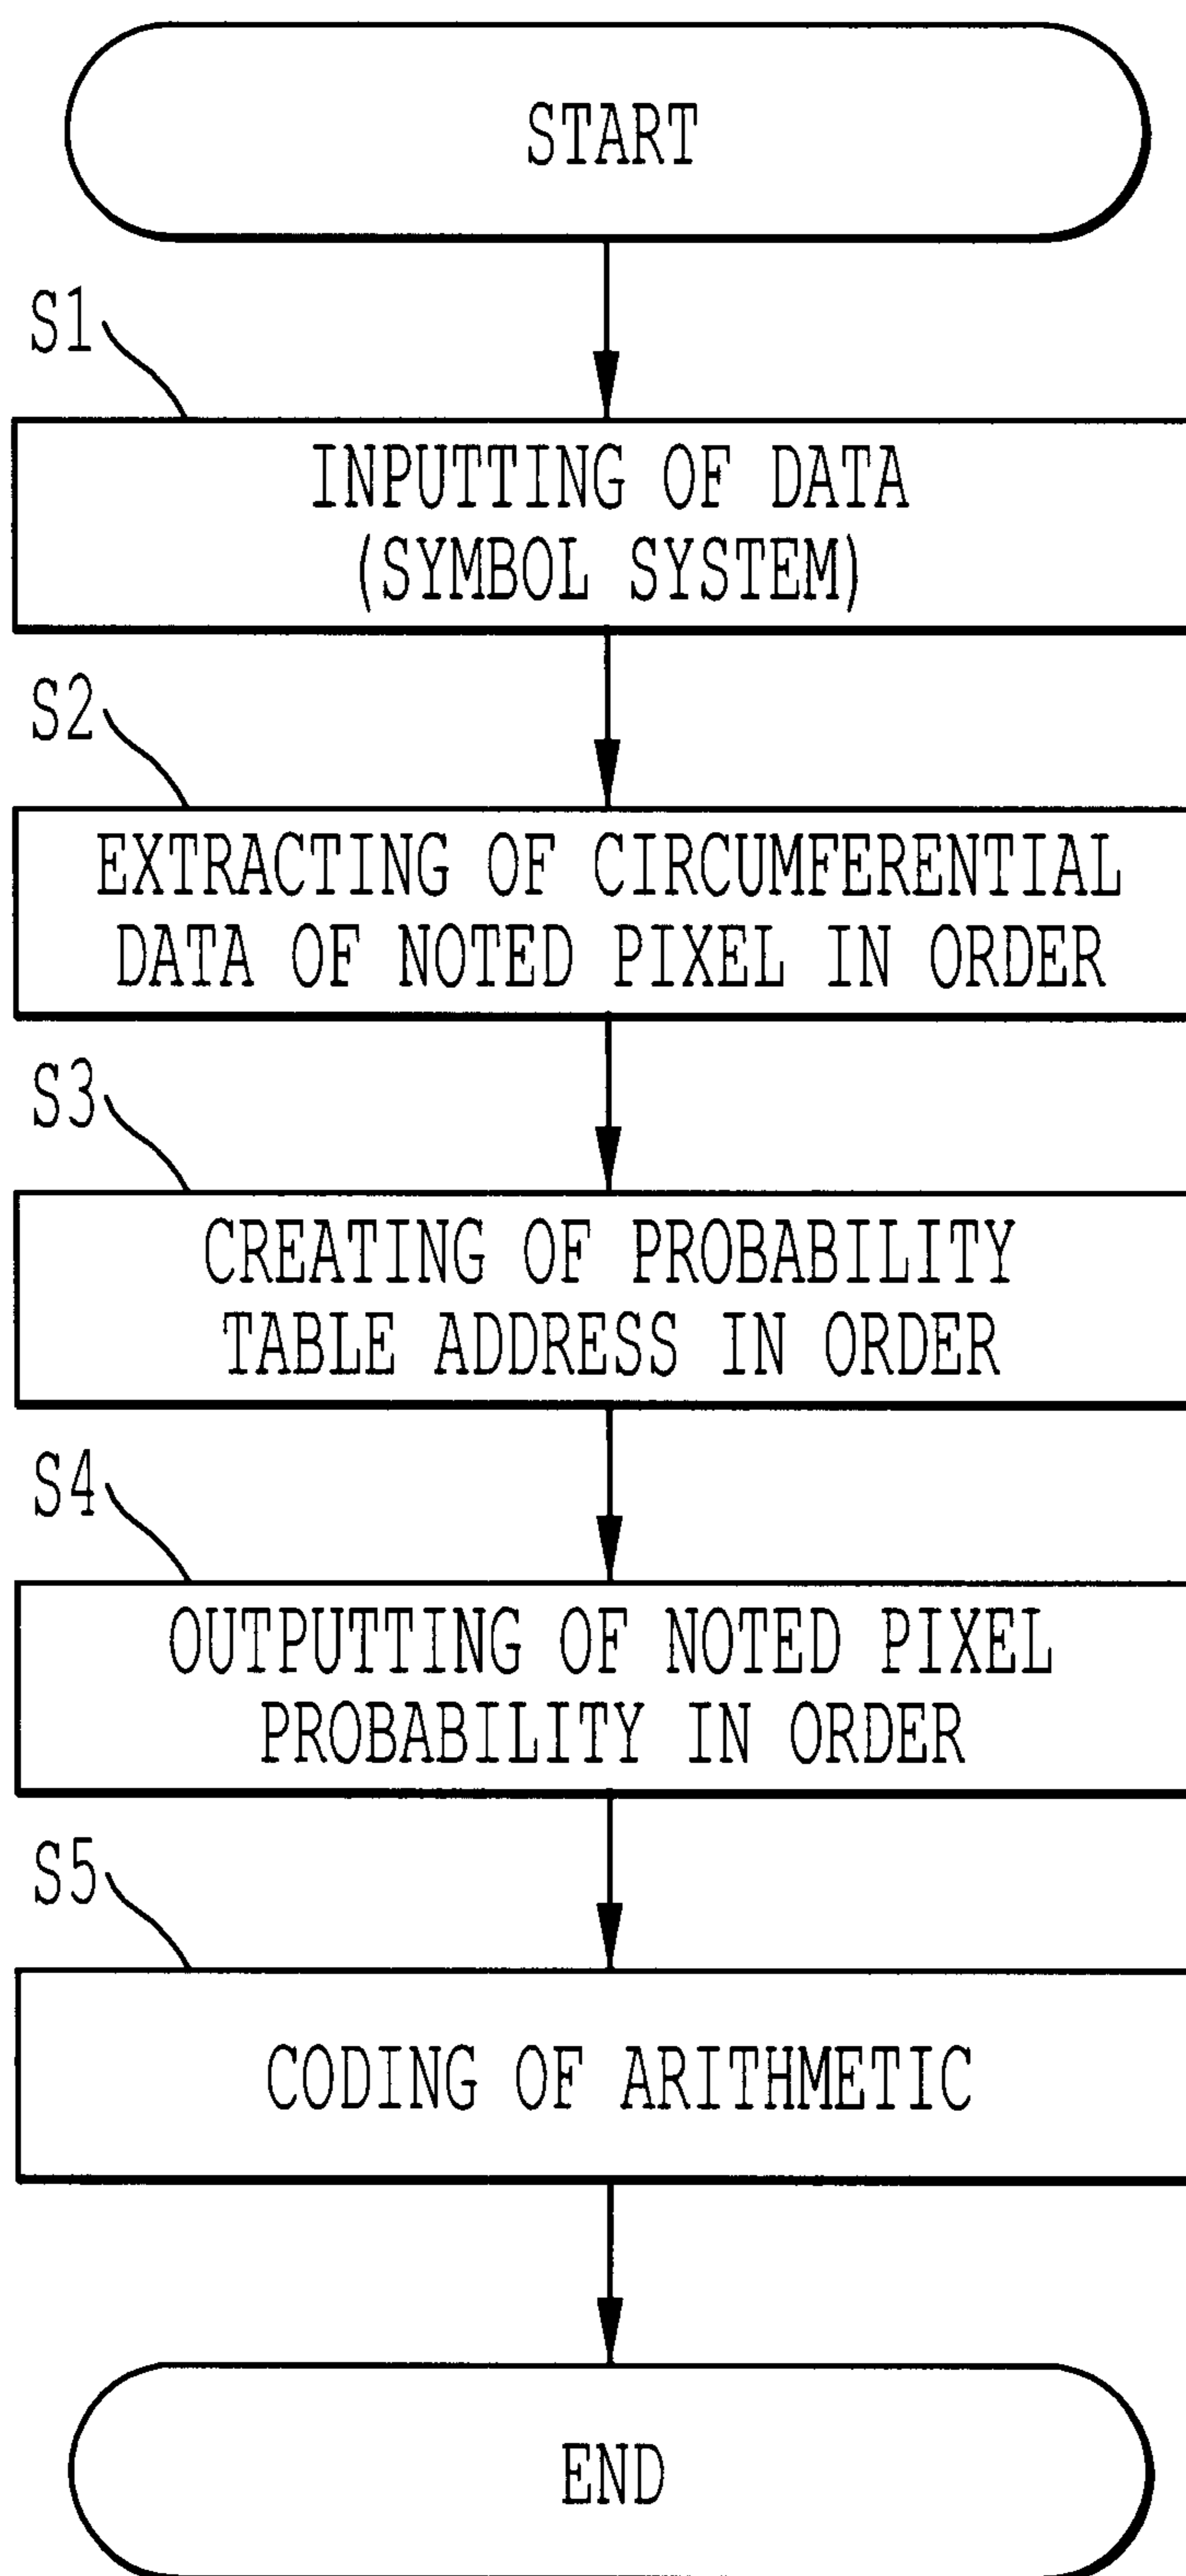 START
S1
INPUTTING OF DATA
(SYMBOL SYSTEM)
S2
EXTRACTING OF CIRCUMFERENTIAL
DATA OF NOTED PIXEL IN ORDER
S3
CREATING OF PROBABILITY
TABLE ADDRESS IN ORDER
S4
OUTPUTTING OF NOTED PIXEL
PROBABILITY IN ORDER
S5
CODING OF ARITHMETIC
END